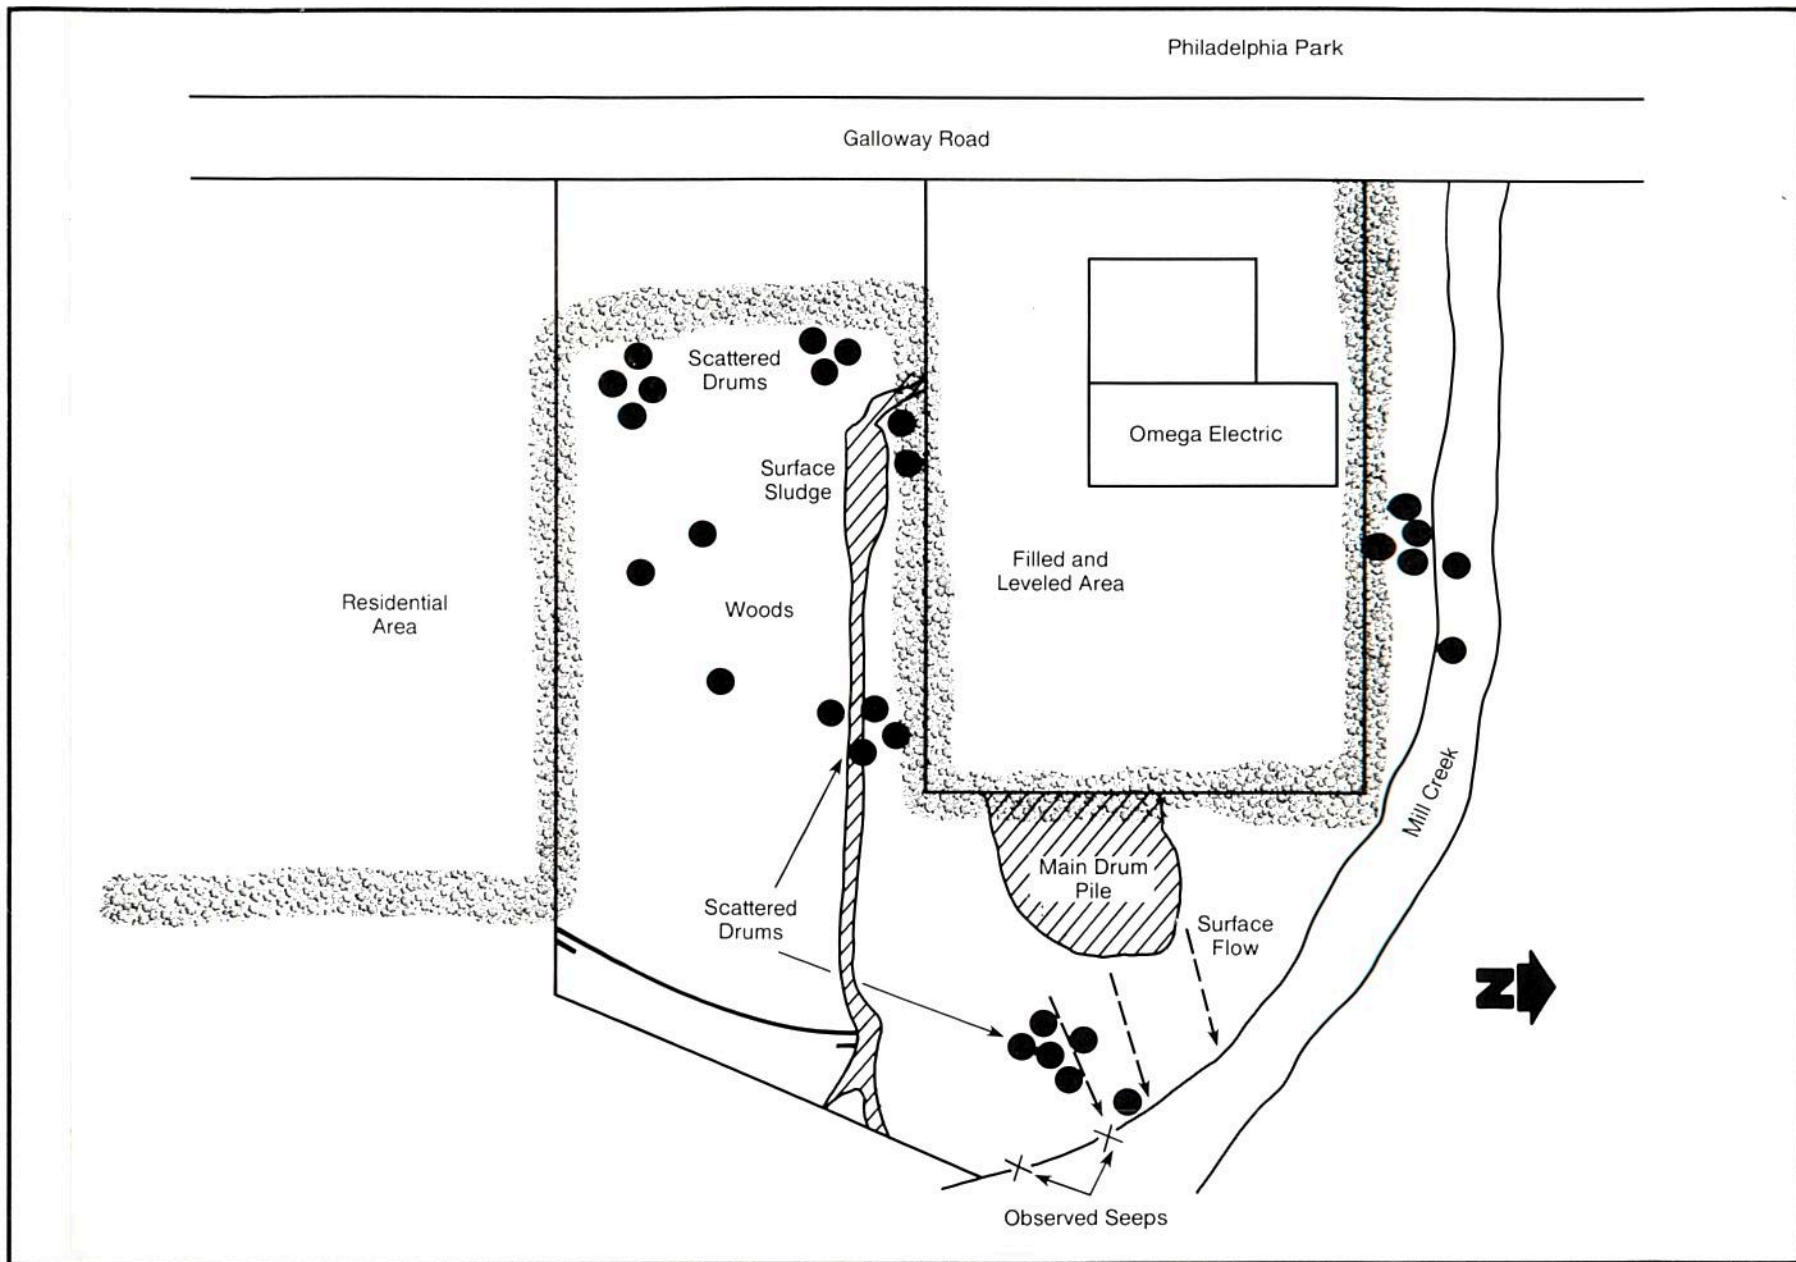 Philadelphia Park
Galloway Road
Scattered
Drums
Omega Electric
Surface
Sludge
Filled and
Leveled Area
Residential
Area
Woods
Mill Creek
Main Drum
Pile
Scattered
Drums
Surface
Flow
N
Observed Seeps